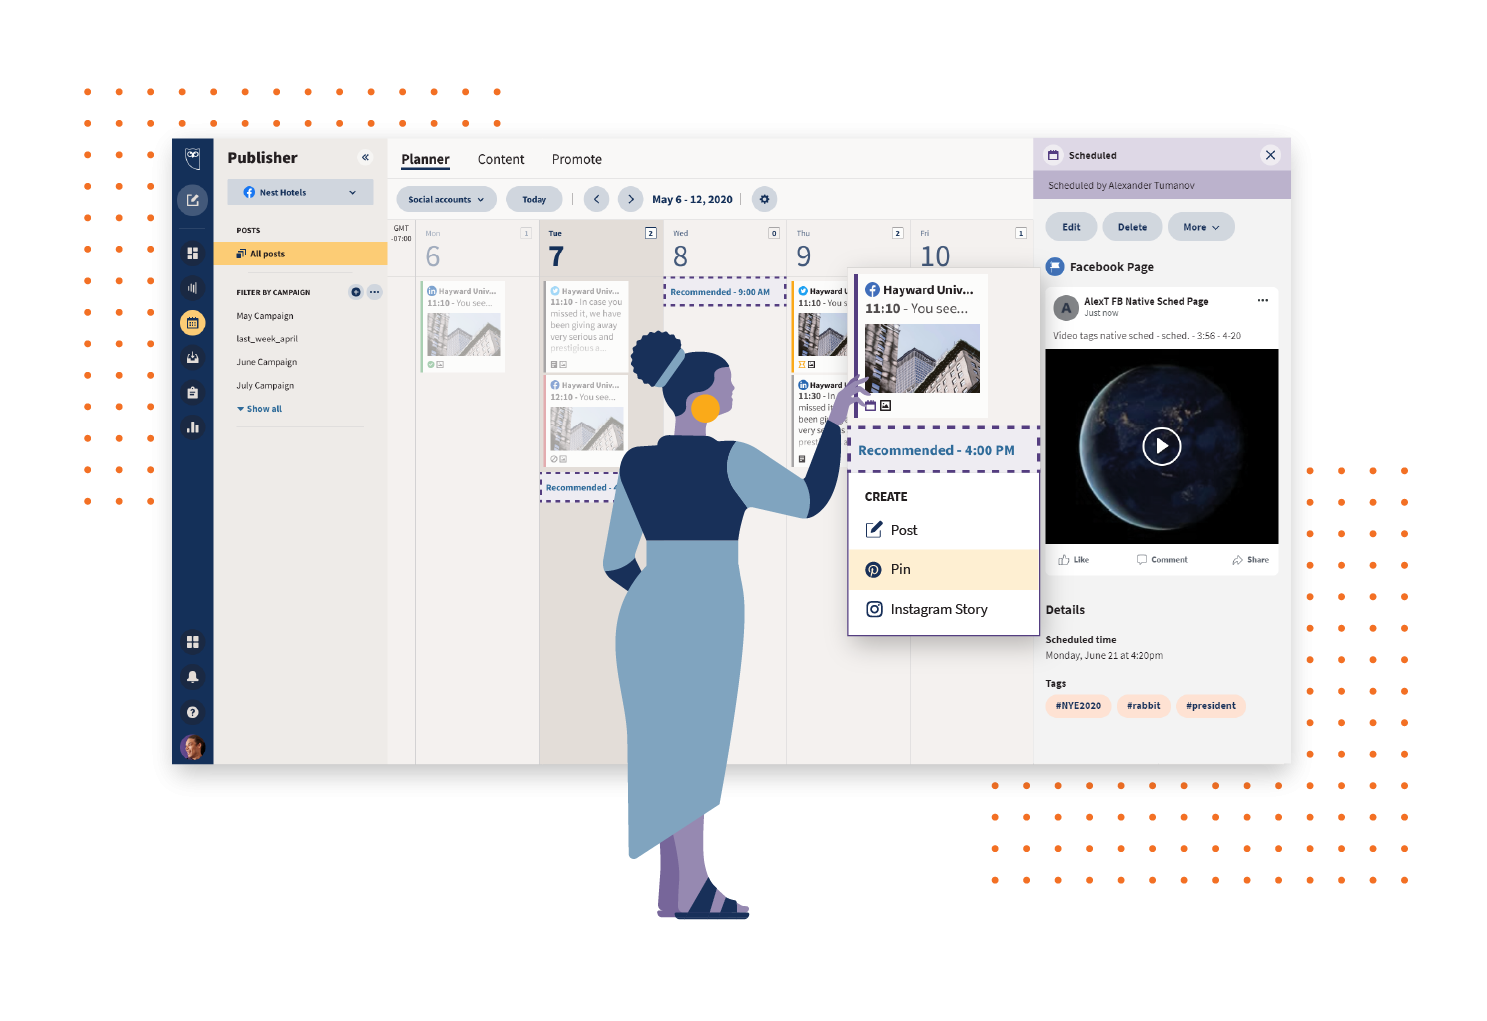 Publisher
«
Nest Hotels
POSTS
All posts
FILTER BY CAMPAIGN
May Campaign
last_week_april
June Campaign
July Campaign
Show all
Planner Content Promote
Social accounts Today May 6 - 12, 2020
GMT
-07:00
Mon 1
6
Tue 2
7
Wed 0
8
Thu 2
9
Fri 1
10
Hayward Univ...
11:10 - You see...
Hayward Univ...
11:10 - In case you
missed it, we have
been giving away
very serious and
prestigious a...
Hayward Univ...
12:10 - You see...
Recommended -
Recommended - 9:00 AM
Hayward
11:10 - You
Hayward
11:30 - In
missed it
been
very
Hayward Univ...
11:10 - You see...
Recommended - 4:00 PM
CREATE
Post
Pin
Instagram Story
Scheduled
Scheduled by Alexander Tumanov
Edit Delete More
Facebook Page
A
AlexT FB Native Sched Page
Just now
Video tags native sched - sched. - 3:56 - 4-20
Like Comment Share
Details
Scheduled time
Monday, June 21 at 4:20pm
Tags
#NYE2020 #rabbit #president